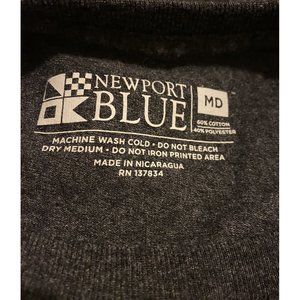 NEWPORT
BLUE
MD
60% COTTON
40% POLYESTER
MACHINE WASH COLD • DO NOT BLEACH
DRY MEDIUM • DO NOT IRON PRINTED AREA
MADE IN NICARAGUA
RN 137834